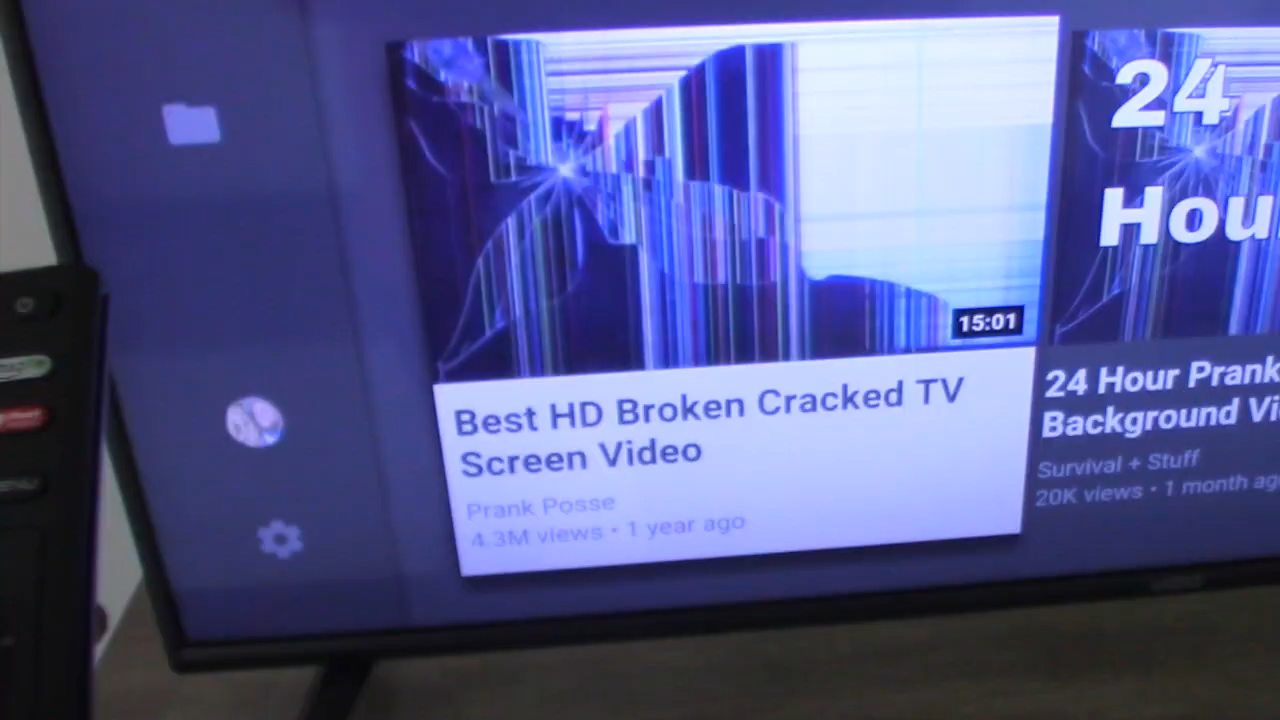 15:01
Best HD Broken Cracked TV
Screen Video
Prank Posse
4.3M views • 1 year ago
24
Hou
24 Hour Prank
Background Vi
Survival + Stuff
20K views • 1 month ag